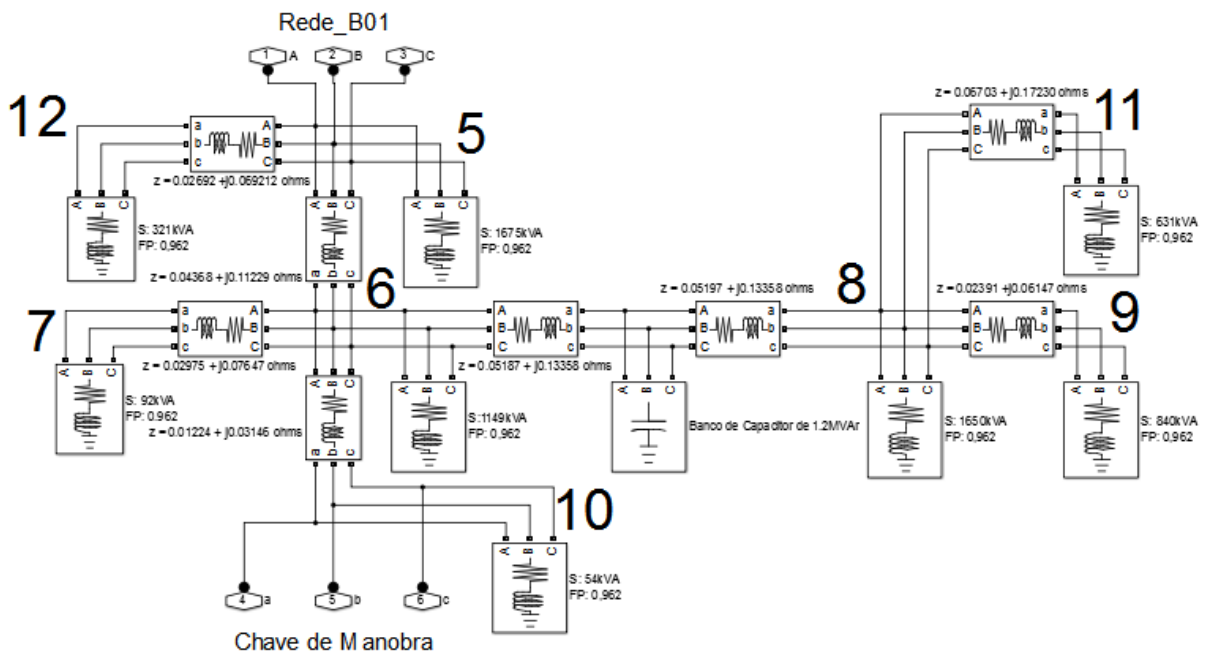 Rede_B01
1 A 2 B 3 C
z = 0.06703 + j0.17230 ohms
12
5
11
a A
b B
c C
A a
B b
C c
z = 0.02692 +j0.069212 ohms
A B C
S: 321kVA
FP: 0,962
A B C
a b c
A B C
S: 1675kVA
FP: 0,962
A B C
S: 631kVA
FP: 0,962
z = 0.04368 + j0.11229 ohms
6
z = 0.05197 + j0.13358 ohms
8
z = 0.02391 +0.06147 ohms
7
9
a A
b B
c C
A a
B b
C c
A a
B b
C c
A a
B b
C c
z = 0.02975 + j0.07647 ohms
z = 0.05187 + j0.13358 ohms
A B C
S: 92kVA
FP: 0.962
z = 0.01224 + j0.03146 ohms
A B C
a b c
A B C
S:1149kVA
FP: 0,962
A B C
Banco de Capacitor de 1.2MVAr
A B C
S: 1650kVA
FP: 0,962
A B C
S: 840kVA
FP: 0,962
10
A B C
S: 54kVA
FP: 0,962
4 a 5 b 6 c
Chave de Manobra